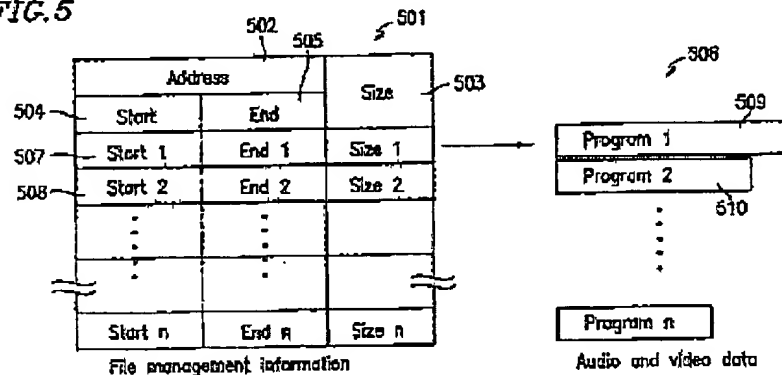 FIG.5
502
505
501
506
Address
Size
503
509
504
Start
End
507
Start 1
End 1
Size 1
Program 1
508
Start 2
End 2
Size 2
Program 2
510
Start n
End n
Size n
Program n
File management information
Audio and video data